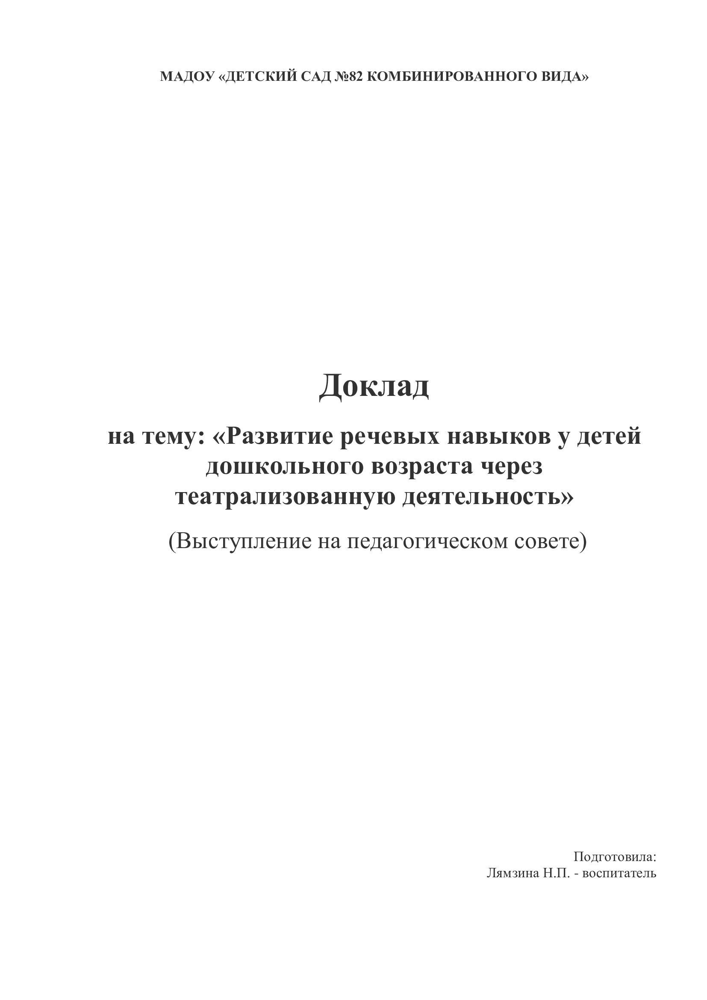 МАДОУ «ДЕТСКИЙ САД №82 КОМБИНИРОВАННОГО ВИДА»
Доклад
на тему: «Развитие речевых навыков у детей
дошкольного возраста через
театрализованную деятельность»
(Выступление на педагогическом совете)
Подготовила:
Лямзина Н.П. - воспитатель